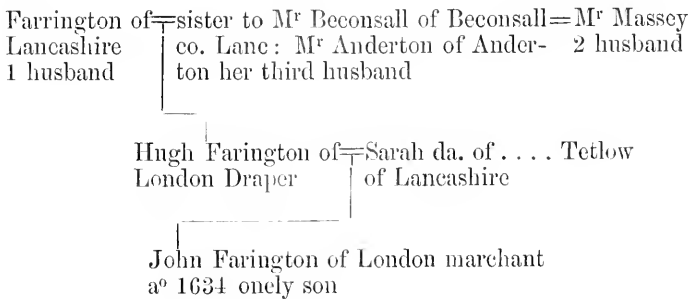 Farrington of=sister to Mr Beconsall of Beconsall=Mr Massey
Lancashire co. Lanc: Mr Anderton of Ander- 2 husband
1 husband ton her third husband
Hugh Farington of=Sarah da. of .... Tetlow
London Draper of Lancashire
John Farington of London marchant
ao 1634 onely son